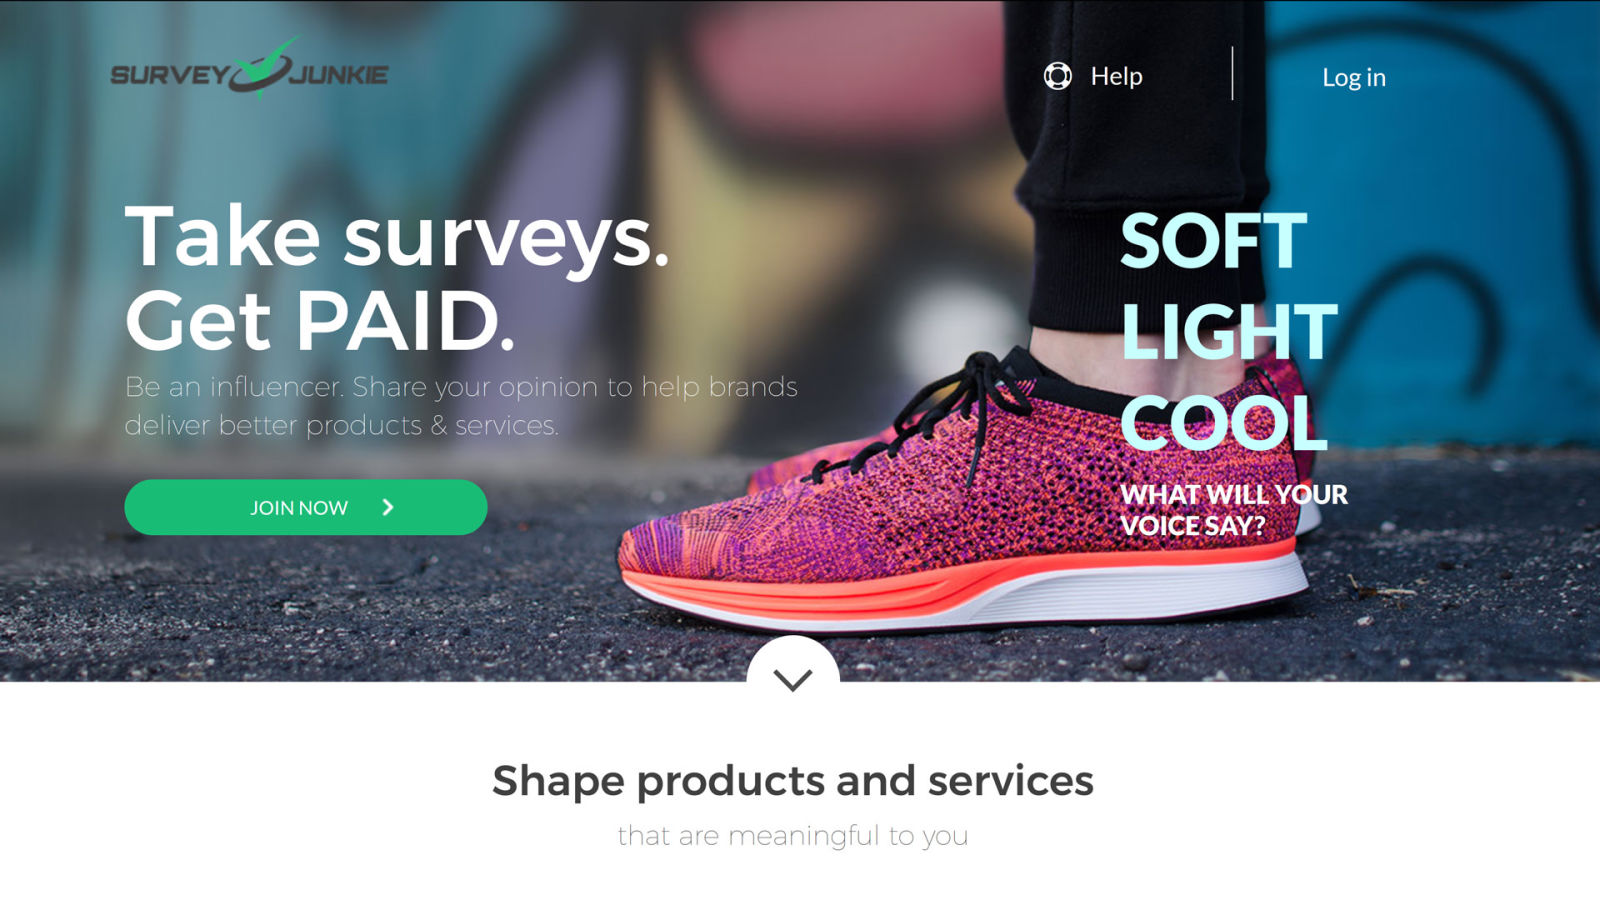 SURVEY JUNKIE
Help
Log in
Take surveys.
Get PAID.
Be an influencer. Share your opinion to help brands
deliver better products & services.
JOIN NOW
SOFT
LIGHT
COOL
WHAT WILL YOUR
VOICE SAY?
Shape products and services
that are meaningful to you